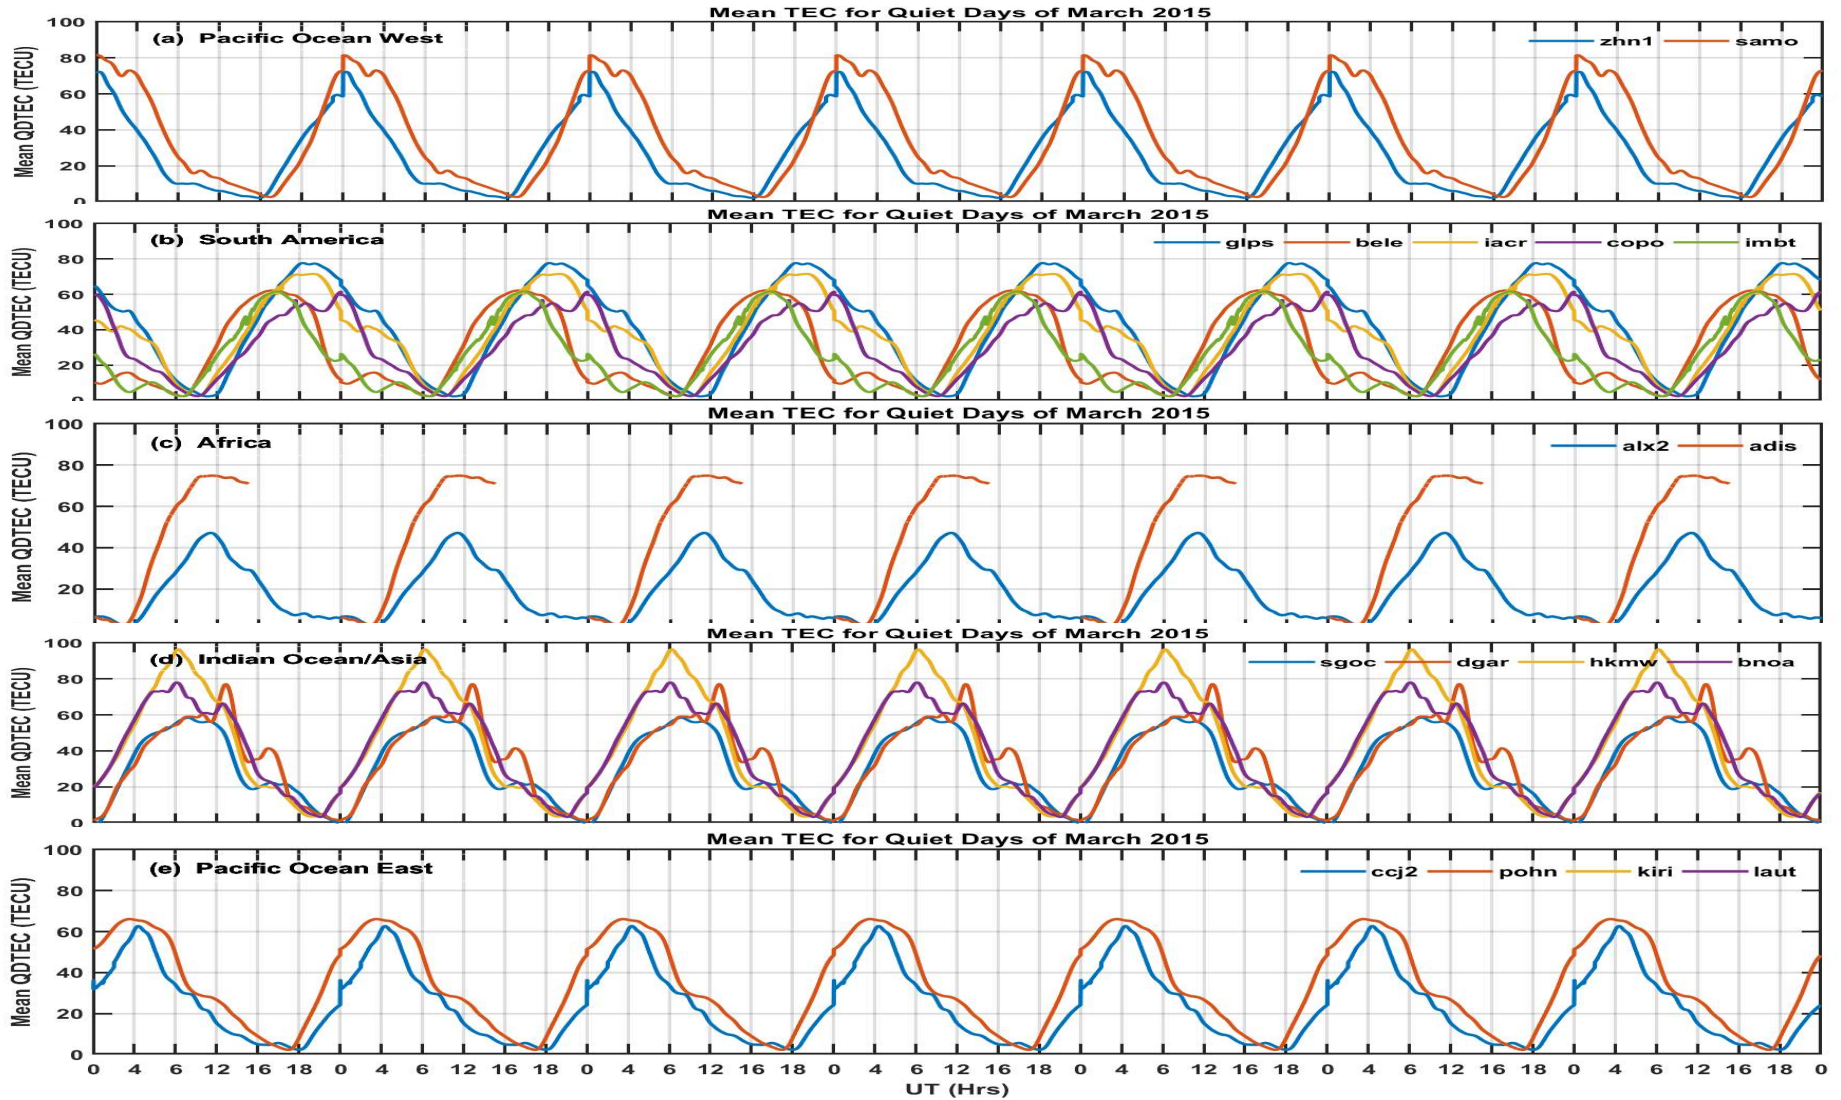 Mean TEC for Quiet Days of March 2015
(a) Pacific Ocean West
zhn1 samo
Mean QDTEC (TECU)
100
80
60
40
20
0
Mean TEC for Quiet Days of March 2015
(b) South America
glps bele iacr copo imbt
Mean QDTEC (TECU)
100
80
60
40
20
0
Mean TEC for Quiet Days of March 2015
(c) Africa
alx2 adis
Mean QDTEC (TECU)
100
80
60
40
20
Mean TEC for Quiet Days of March 2015
(d) Indian Ocean/Asia
sgoc dgar hkmw bnoa
Mean QDTEC (TECU)
100
80
60
40
20
0
Mean TEC for Quiet Days of March 2015
(e) Pacific Ocean East
ccj2 pohn kiri laut
Mean QDTEC (TECU)
100
80
60
40
20
0
0 4 6 12 16 18 0 4 6 12 16 18 0 4 6 12 16 18 0 4 6 12 16 18 0 4 6 12 16 18 0 4 6 12 16 18 0 4 6 12 16 18 0
UT (Hrs)